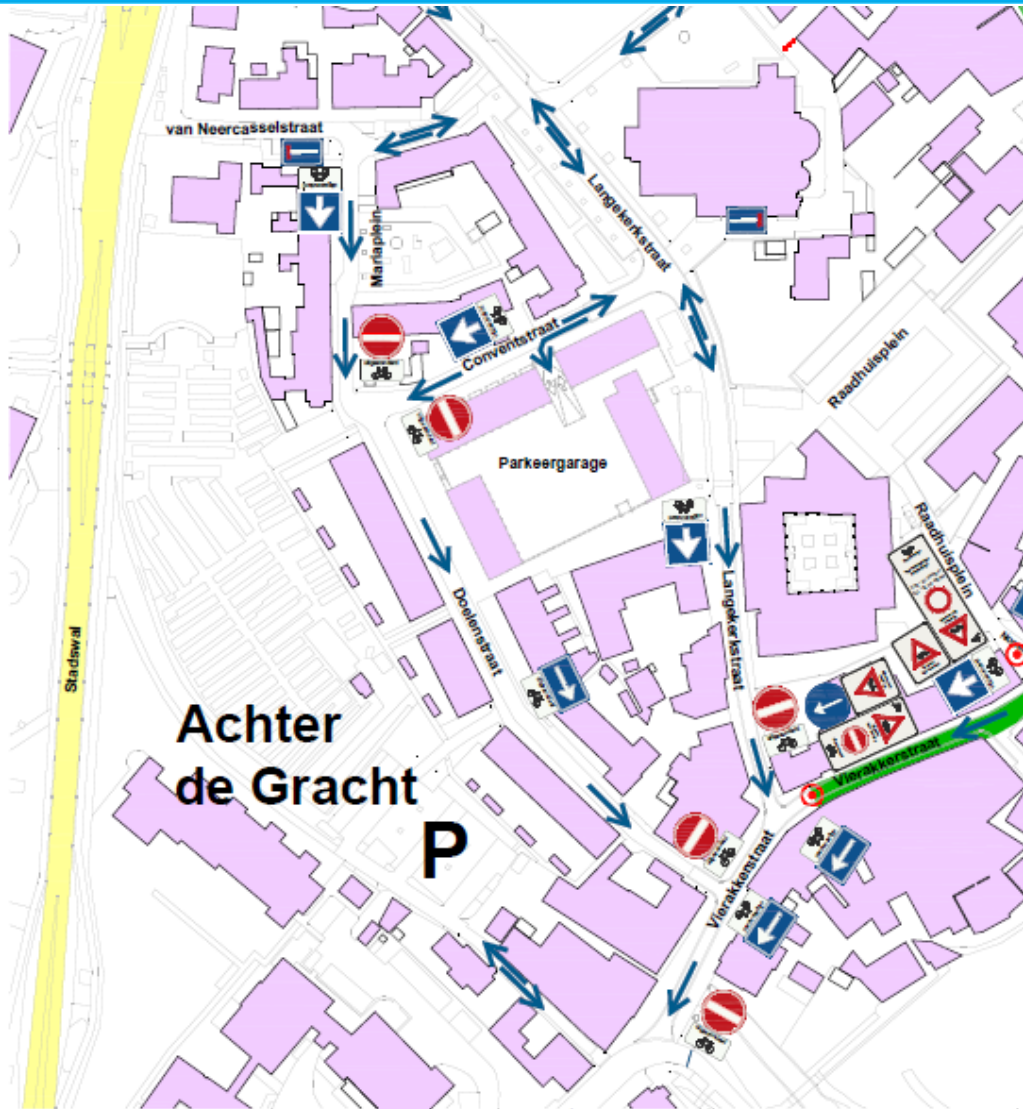 van Neercasselstraat
Mariaplein
Langekerkstraat
Conventstraat
Raadhuisplein
Parkeergarage
Raadhuisplein
Doelenstraat
Langekerkstraat
Stadswal
Achter
de Gracht
P
Vierakkerstraat
Vierakkerstraat